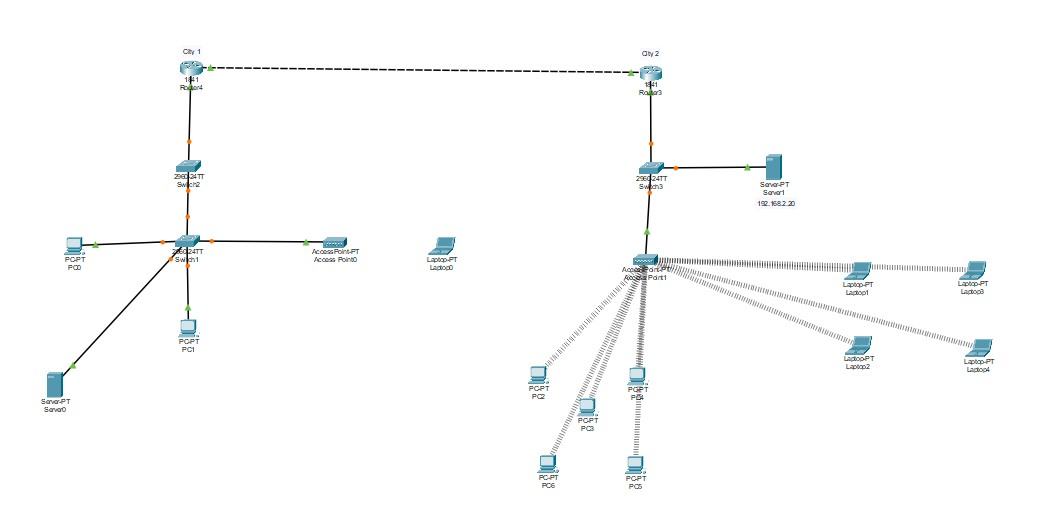 City 1
1841
Router4
City 2
1841
Router3
2960-24TT
Switch2
2960-24TT
Switch3
Server-PT
Server1
192.168.2.20
PC-PT
PC0
2960-24TT
Switch1
AccessPoint-PT
Access Point0
Laptop-PT
Laptop0
AccessPoint-PT
Access Point1
Laptop-PT
Laptop1
Laptop-PT
Laptop3
PC-PT
PC1
Laptop-PT
Laptop2
Laptop-PT
Laptop4
Server-PT
Server0
PC-PT
PC2
PC-PT
PC4
PC-PT
PC3
PC-PT
PC6
PC-PT
PC5